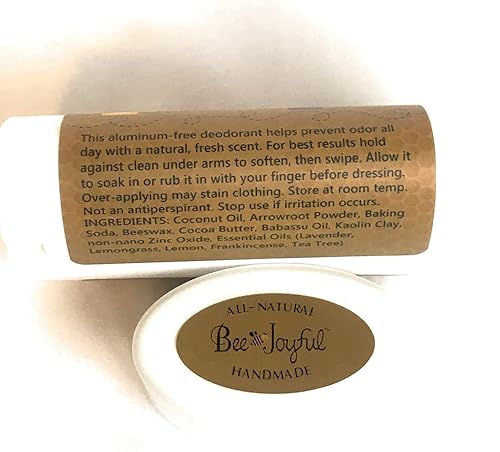 This aluminum-free deodorant helps prevent odor all
day with a natural, fresh scent. For best results hold
against clean under arms to soften, then swipe. Allow it
to soak in or rub it in with your finger before dressing.
Over-applying may stain clothing. Store at room temp.
Not an antiperspirant. Stop use if irritation occurs.
INGREDIENTS: Coconut Oil, Arrowroot Powder, Baking
Soda, Beeswax, Cocoa Butter, Babassu Oil, Kaolin Clay,
non-nano Zinc Oxide, Essential Oils (Lavender,
Lemongrass, Lemon, Frankincense, Tea Tree)
ALL-NATURAL
Bee Joyful™
HANDMADE